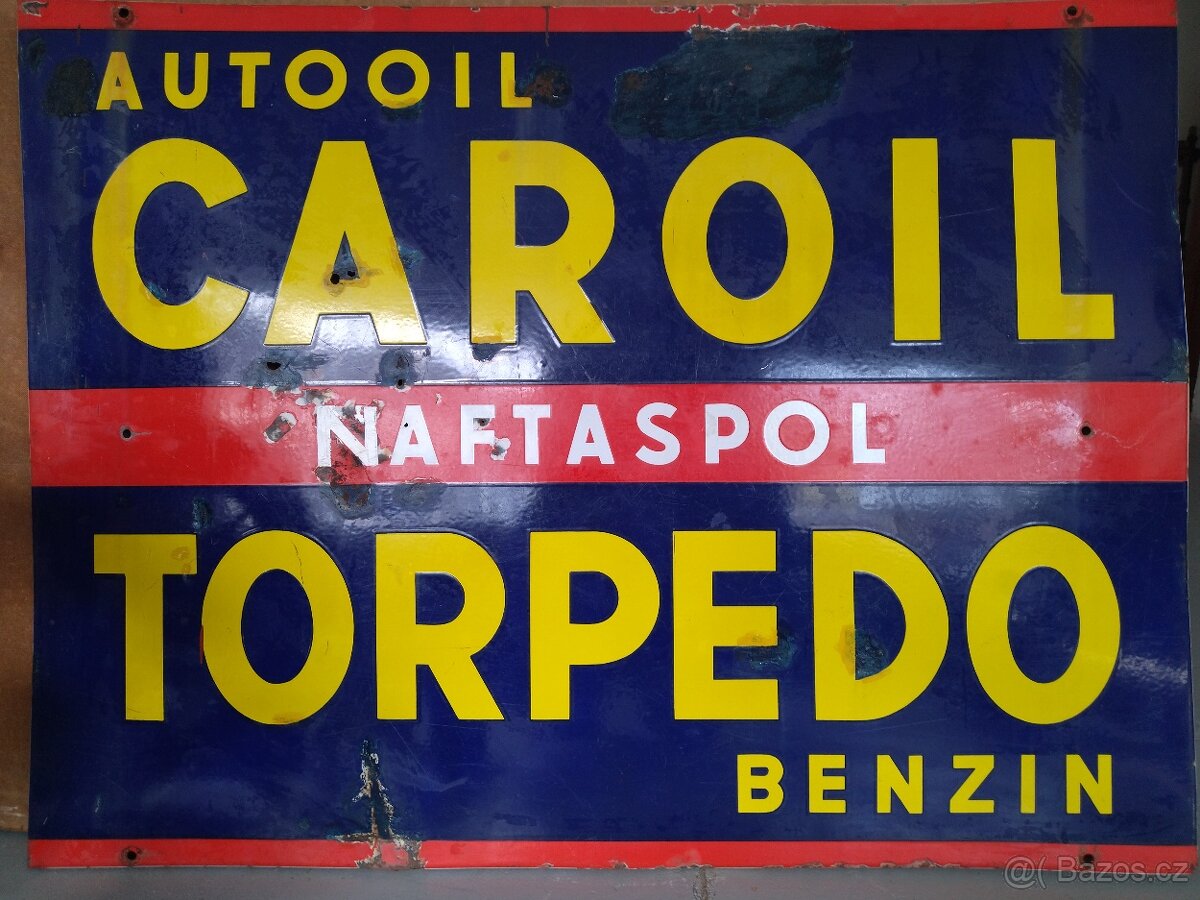 AUTOOIL
CAROIL
NAFTASPOL
TORPEDO
BENZIN
@( Bazos.cz